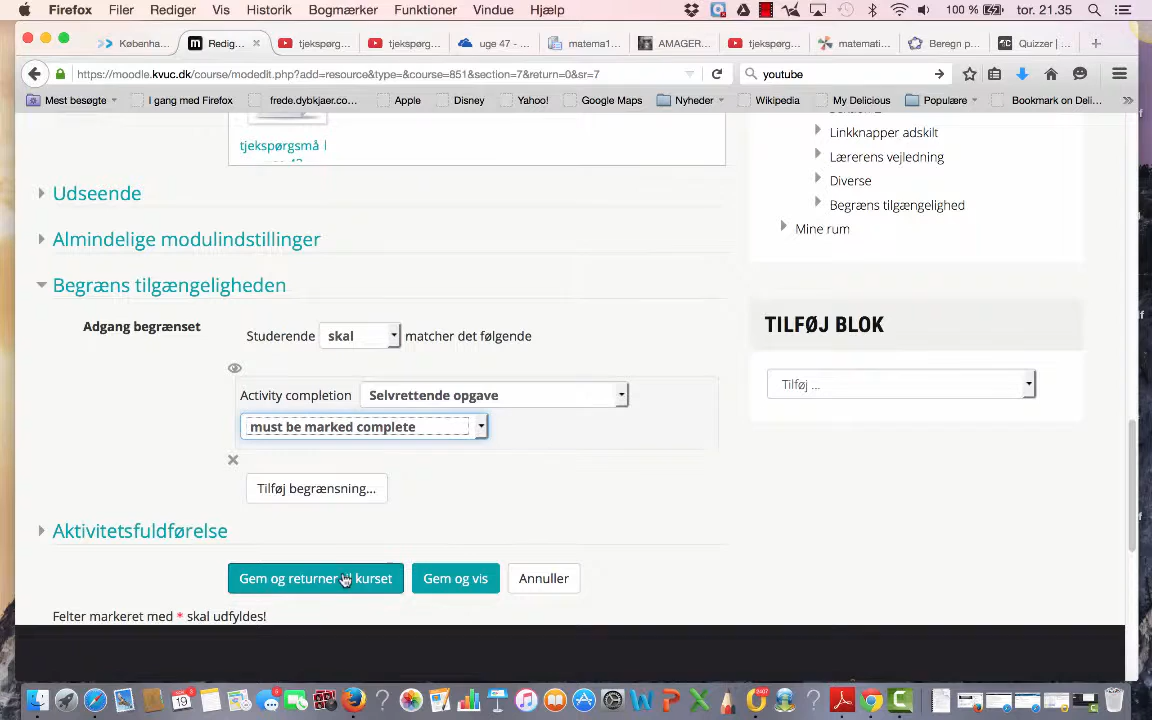 Firefox Filer Rediger Vis Historik Bogmærker Funktioner Vindue Hjælp 100 % tor. 21.35
Københa... Redig... tjekspørg... tjekspørg... uge 47 - ... matema1... AMAGER... tjekspørg... matemati... Beregn p... Quizzer | ...
https://moodle.kvuc.dk/course/modedit.php?add=resource&type=&course=851&section=7&return=0&sr=7 youtube
Mest besøgte I gang med Firefox frede.dybkjaer.co... Apple Disney Yahoo! Google Maps Nyheder Wikipedia My Delicious Populære Bookmark on Deli...
Linkknapper adskilt
tjekspørgsmå l
Lærerens vejledning
Diverse
Udseende
Begræns tilgængelighed
Mine rum
Almindelige modulindstillinger
Begræns tilgængeligheden
Adgang begrænset
Studerende skal matcher det følgende
TILFØJ BLOK
Tilføj ...
Activity completion Selvrettende opgave
must be marked complete
Tilføj begrænsning...
Aktivitetsfuldførelse
Gem og returner til kurset Gem og vis Annuller
Felter markeret med * skal udfyldes!